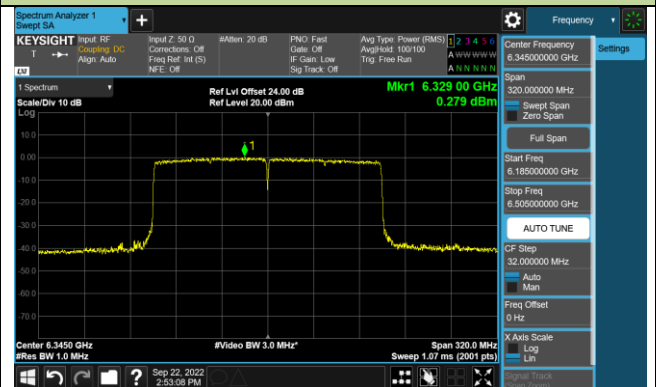 Spectrum Analyzer 1
Swept SA
+
Frequency
KEYSIGHT
Input: RF
Coupling: DC
Align: Auto
Input Z: 50 Ω
Corrections: Off
Freq Ref: Int (S)
NFE: Off
#Atten: 20 dB
PNO: Fast
Gate: Off
IF Gain: Low
Sig Track: Off
Avg Type: Power (RMS)
Avg|Hold: 100/100
Trig: Free Run
1 2 3 4 5 6
A W W W W W
A N N N N N
T
LXI
1 Spectrum
Scale/Div 10 dB
Log
Ref Lvl Offset 24.00 dB
Ref Level 20.00 dBm
Mkr1 6.329 00 GHz
0.279 dBm
1
10.0
0.00
-10.0
-20.0
-30.0
-40.0
-50.0
-60.0
-70.0
Center 6.3450 GHz
#Res BW 1.0 MHz
#Video BW 3.0 MHz*
Span 320.0 MHz
Sweep 1.07 ms (2001 pts)
Sep 22, 2022
2:53:08 PM
?
Center Frequency
6.345000000 GHz
Span
320.000000 MHz
Swept Span
Zero Span
Full Span
Start Freq
6.185000000 GHz
Stop Freq
6.505000000 GHz
AUTO TUNE
CF Step
32.000000 MHz
Auto
Man
Freq Offset
0 Hz
X Axis Scale
Log
Lin
Signal Track
(Span Zoom)
Settings